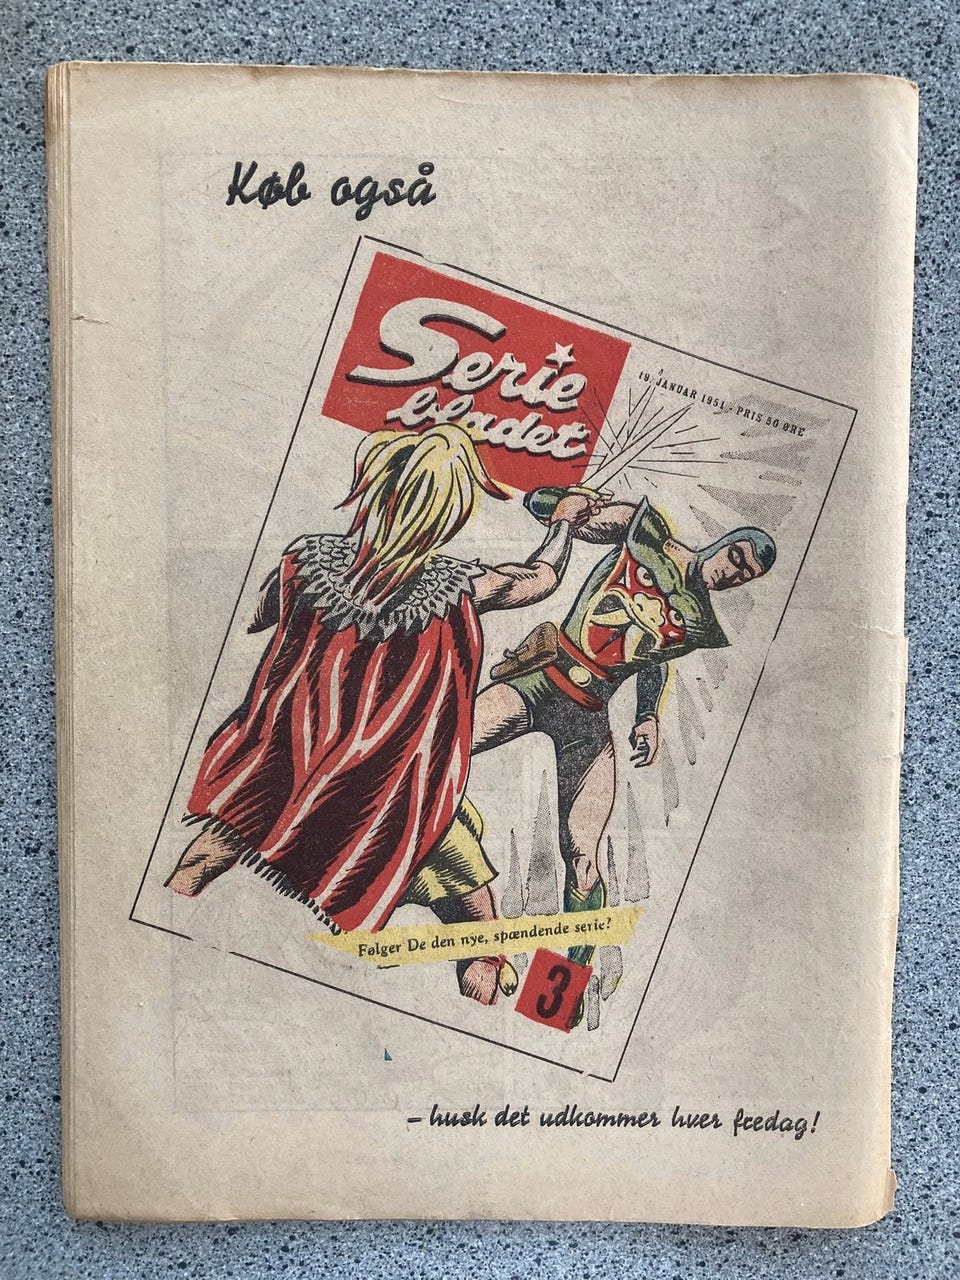 Køb også
Serie
bladet
19. JANUAR 1951 - PRIS 50 ØRE
Følger De den nye, spændende serie?
3
– husk det udkommer hver fredag!